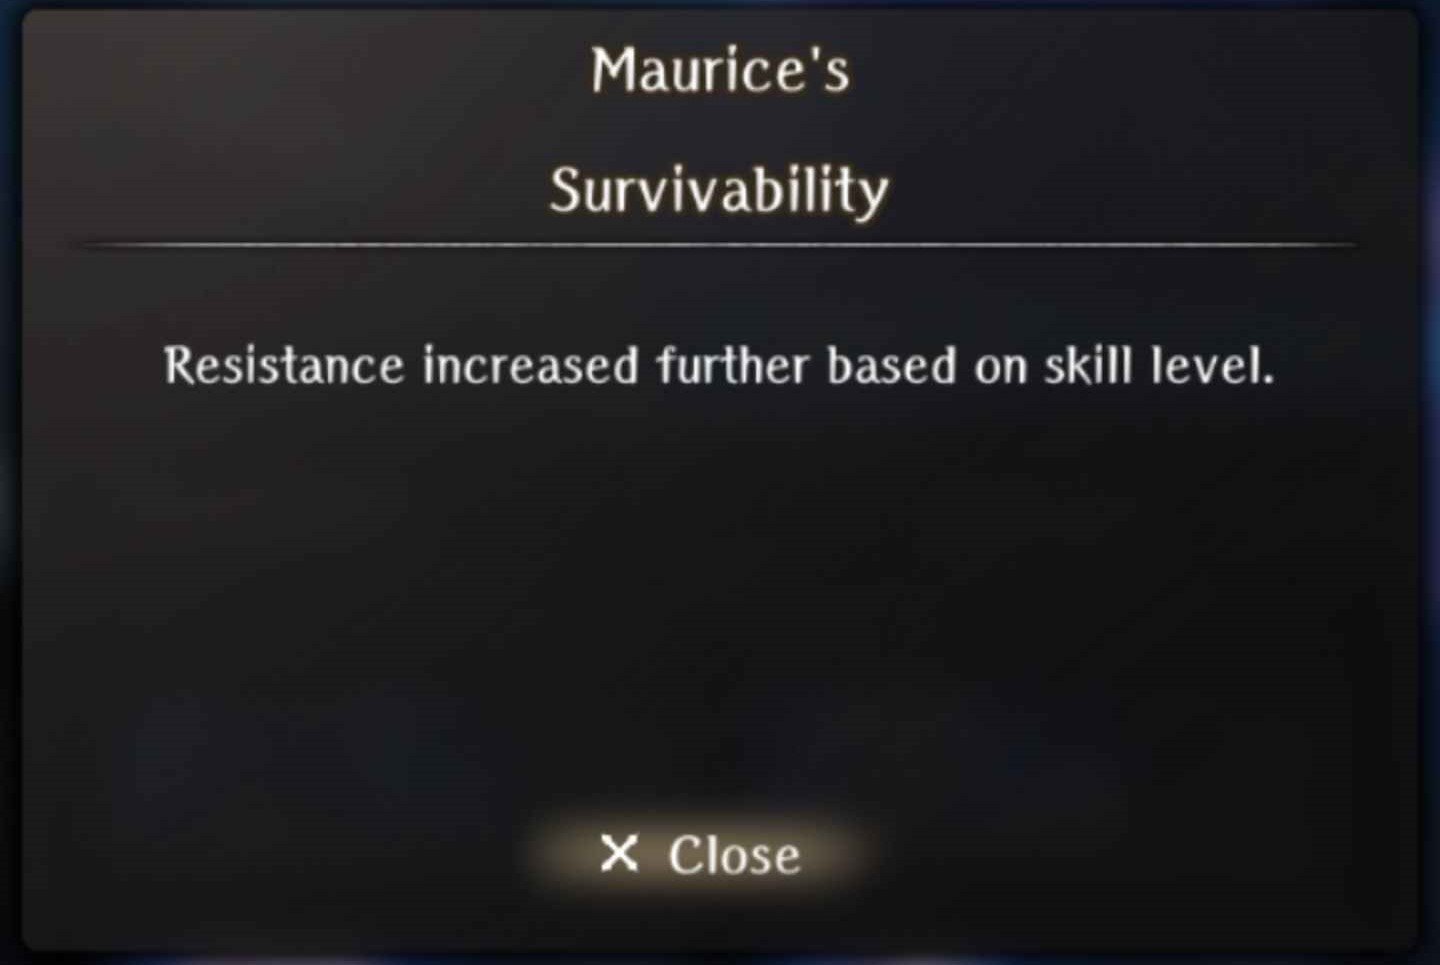 Maurice's
Survivability
Resistance increased further based on skill level.
Close